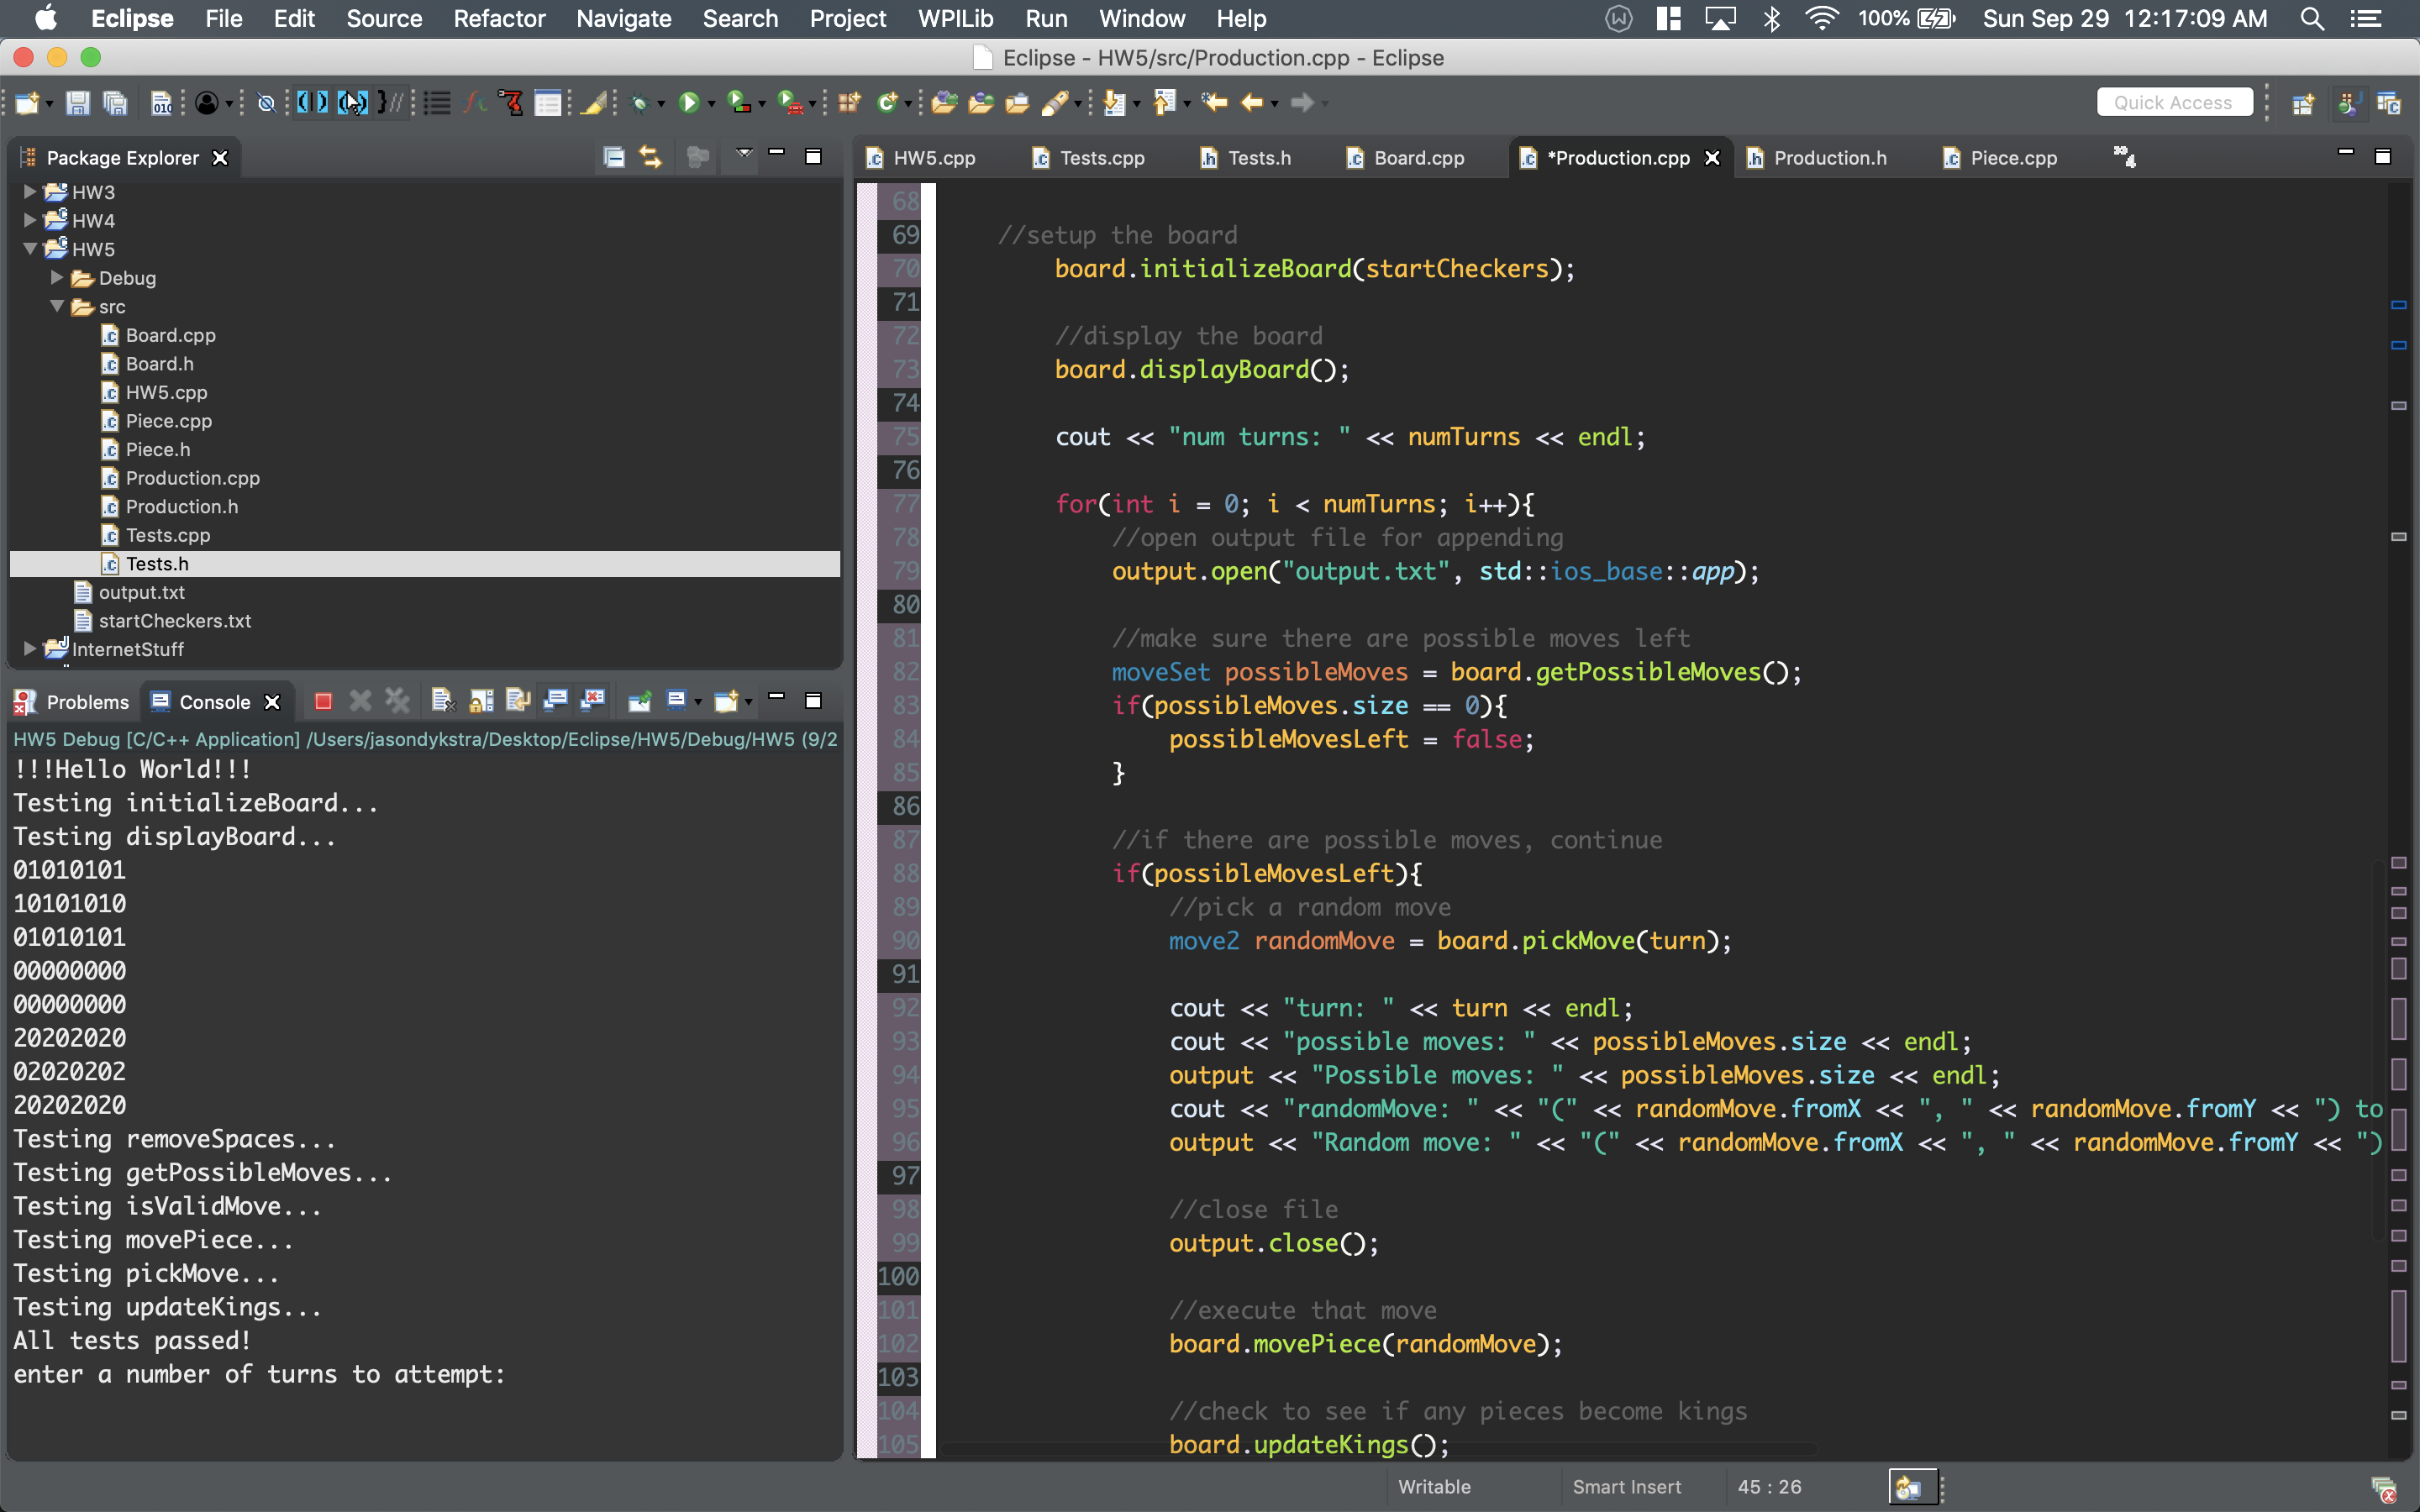 Eclipse File Edit Source Refactor Navigate Search Project WPILib Run Window Help 100% Sun Sep 29 12:17:09 AM
Eclipse - HW5/src/Production.cpp - Eclipse
Quick Access
Package Explorer
HW3
HW4
HW5
Debug
src
Board.cpp
Board.h
HW5.cpp
Piece.cpp
Piece.h
Production.cpp
Production.h
Tests.cpp
Tests.h
output.txt
startCheckers.txt
InternetStuff
Problems Console
HW5 Debug [C/C++ Application] /Users/jasondykstra/Desktop/Eclipse/HW5/Debug/HW5 (9/2
!!!Hello World!!!
Testing initializeBoard...
Testing displayBoard...
01010101
10101010
01010101
00000000
00000000
20202020
02020202
20202020
Testing removeSpaces...
Testing getPossibleMoves...
Testing isValidMove...
Testing movePiece...
Testing pickMove...
Testing updateKings...
All tests passed!
enter a number of turns to attempt:
HW5.cpp Tests.cpp Tests.h Board.cpp *Production.cpp Production.h Piece.cpp 4
68
69 //setup the board
70 board.initializeBoard(startCheckers);
71
72 //display the board
73 board.displayBoard();
74
75 cout << "num turns: " << numTurns << endl;
76
77 for(int i = 0; i < numTurns; i++){
78 //open output file for appending
79 output.open("output.txt", std::ios_base::app);
80
81 //make sure there are possible moves left
82 moveSet possibleMoves = board.getPossibleMoves();
83 if(possibleMoves.size == 0){
84 possibleMovesLeft = false;
85 }
86
87 //if there are possible moves, continue
88 if(possibleMovesLeft){
89 //pick a random move
90 move2 randomMove = board.pickMove(turn);
91
92 cout << "turn: " << turn << endl;
93 cout << "possible moves: " << possibleMoves.size << endl;
94 output << "Possible moves: " << possibleMoves.size << endl;
95 cout << "randomMove: " << "(" << randomMove.fromX << ", " << randomMove.fromY << ") to
96 output << "Random move: " << "(" << randomMove.fromX << ", " << randomMove.fromY << ")
97
98 //close file
99 output.close();
100
101 //execute that move
102 board.movePiece(randomMove);
103
104 //check to see if any pieces become kings
105 board.updateKings();
Writable Smart Insert 45 : 26